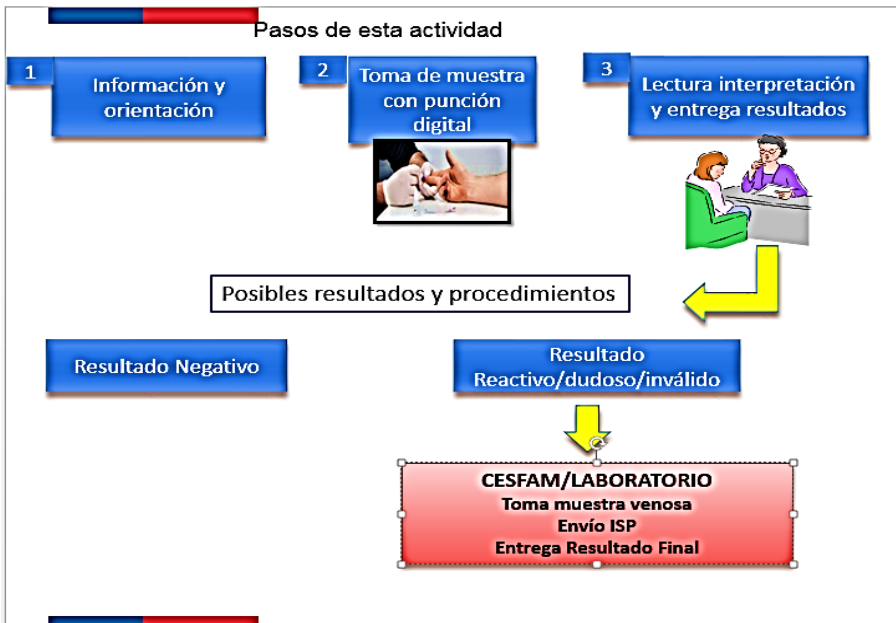 Pasos de esta actividad
1
Información y
orientación
2
Toma de muestra
con punción
digital
3
Lectura interpretación
y entrega resultados
Posibles resultados y procedimientos
Resultado Negativo
Resultado
Reactivo/dudoso/inválido
CESFAM/LABORATORIO
Toma muestra venosa
Envío ISP
Entrega Resultado Final